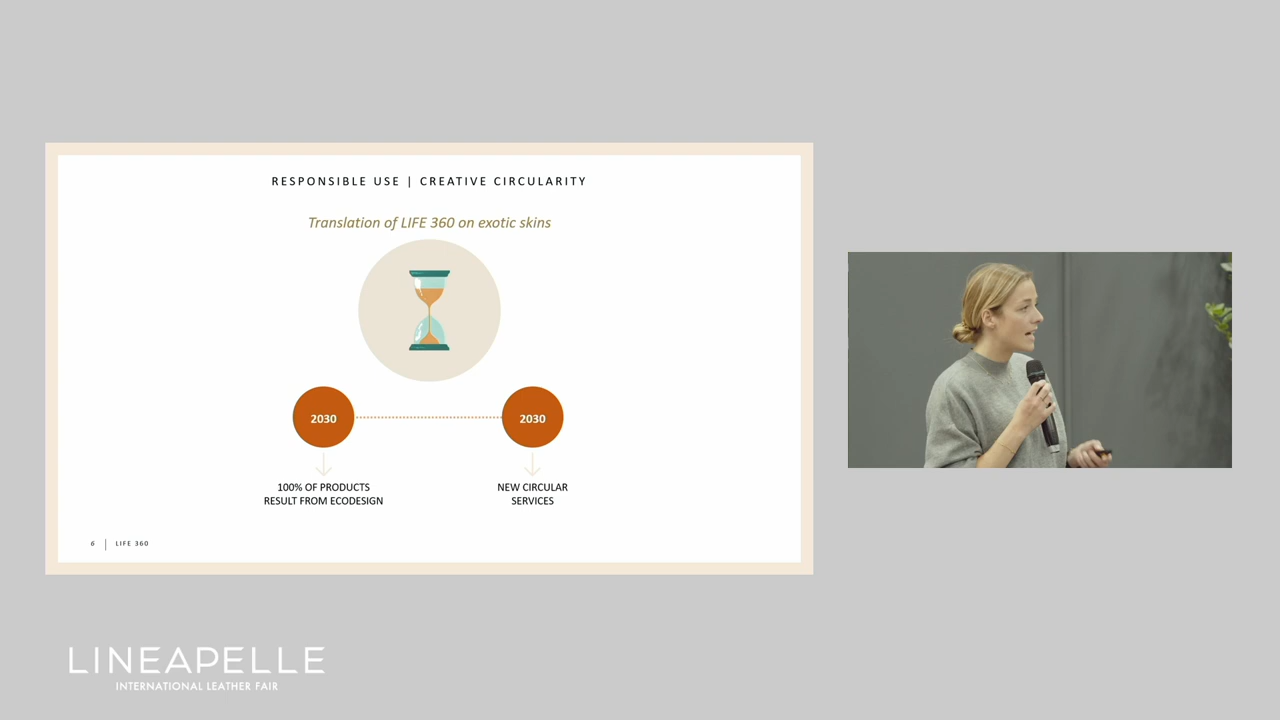 RESPONSIBLE USE | CREATIVE CIRCULARITY
Translation of LIFE 360 on exotic skins
2030
2030
100% OF PRODUCTS
RESULT FROM ECODESIGN
NEW CIRCULAR
SERVICES
6 | LIFE 360
LINEAPELLE
INTERNATIONAL LEATHER FAIR